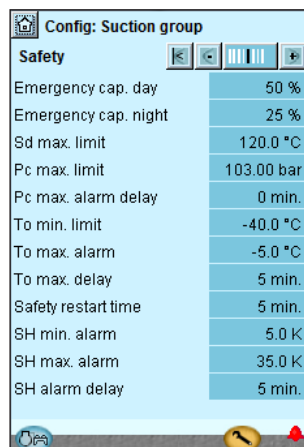 Config: Suction group
Safety
Emergency cap. day 50 %
Emergency cap. night 25 %
Sd max. limit 120.0 °C
Pc max. limit 103.00 bar
Pc max. alarm delay 0 min.
To min. limit -40.0 °C
To max. alarm -5.0 °C
To max. delay 5 min.
Safety restart time 5 min.
SH min. alarm 5.0 K
SH max. alarm 35.0 K
SH alarm delay 5 min.